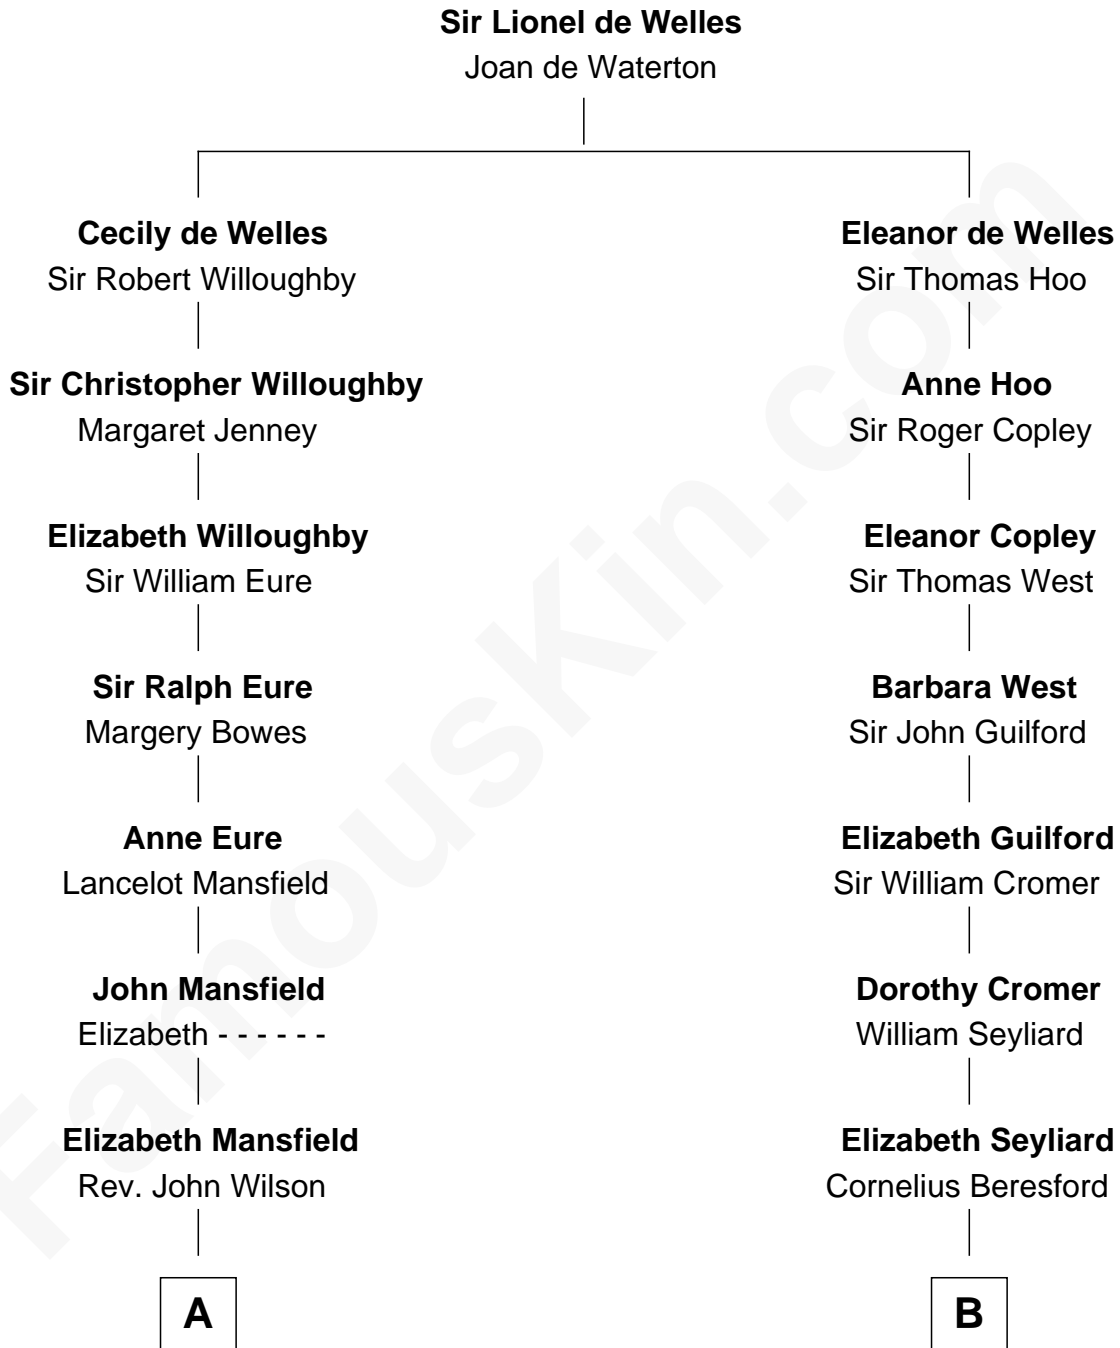 Sir Lionel de Welles
Joan de Waterton
Cecily de Welles
Sir Robert Willoughby
Eleanor de Welles
Sir Thomas Hoo
Sir Christopher Willoughby
Margaret Jenney
Anne Hoo
Sir Roger Copley
Elizabeth Willoughby
Sir William Eure
Eleanor Copley
Sir Thomas West
Sir Ralph Eure
Margery Bowes
Barbara West
Sir John Guilford
Anne Eure
Lancelot Mansfield
Elizabeth Guilford
Sir William Cromer
John Mansfield
Elizabeth - - - - - -
Dorothy Cromer
William Seyliard
Elizabeth Mansfield
Rev. John Wilson
Elizabeth Seyliard
Cornelius Beresford
A
B
FamousKin.com